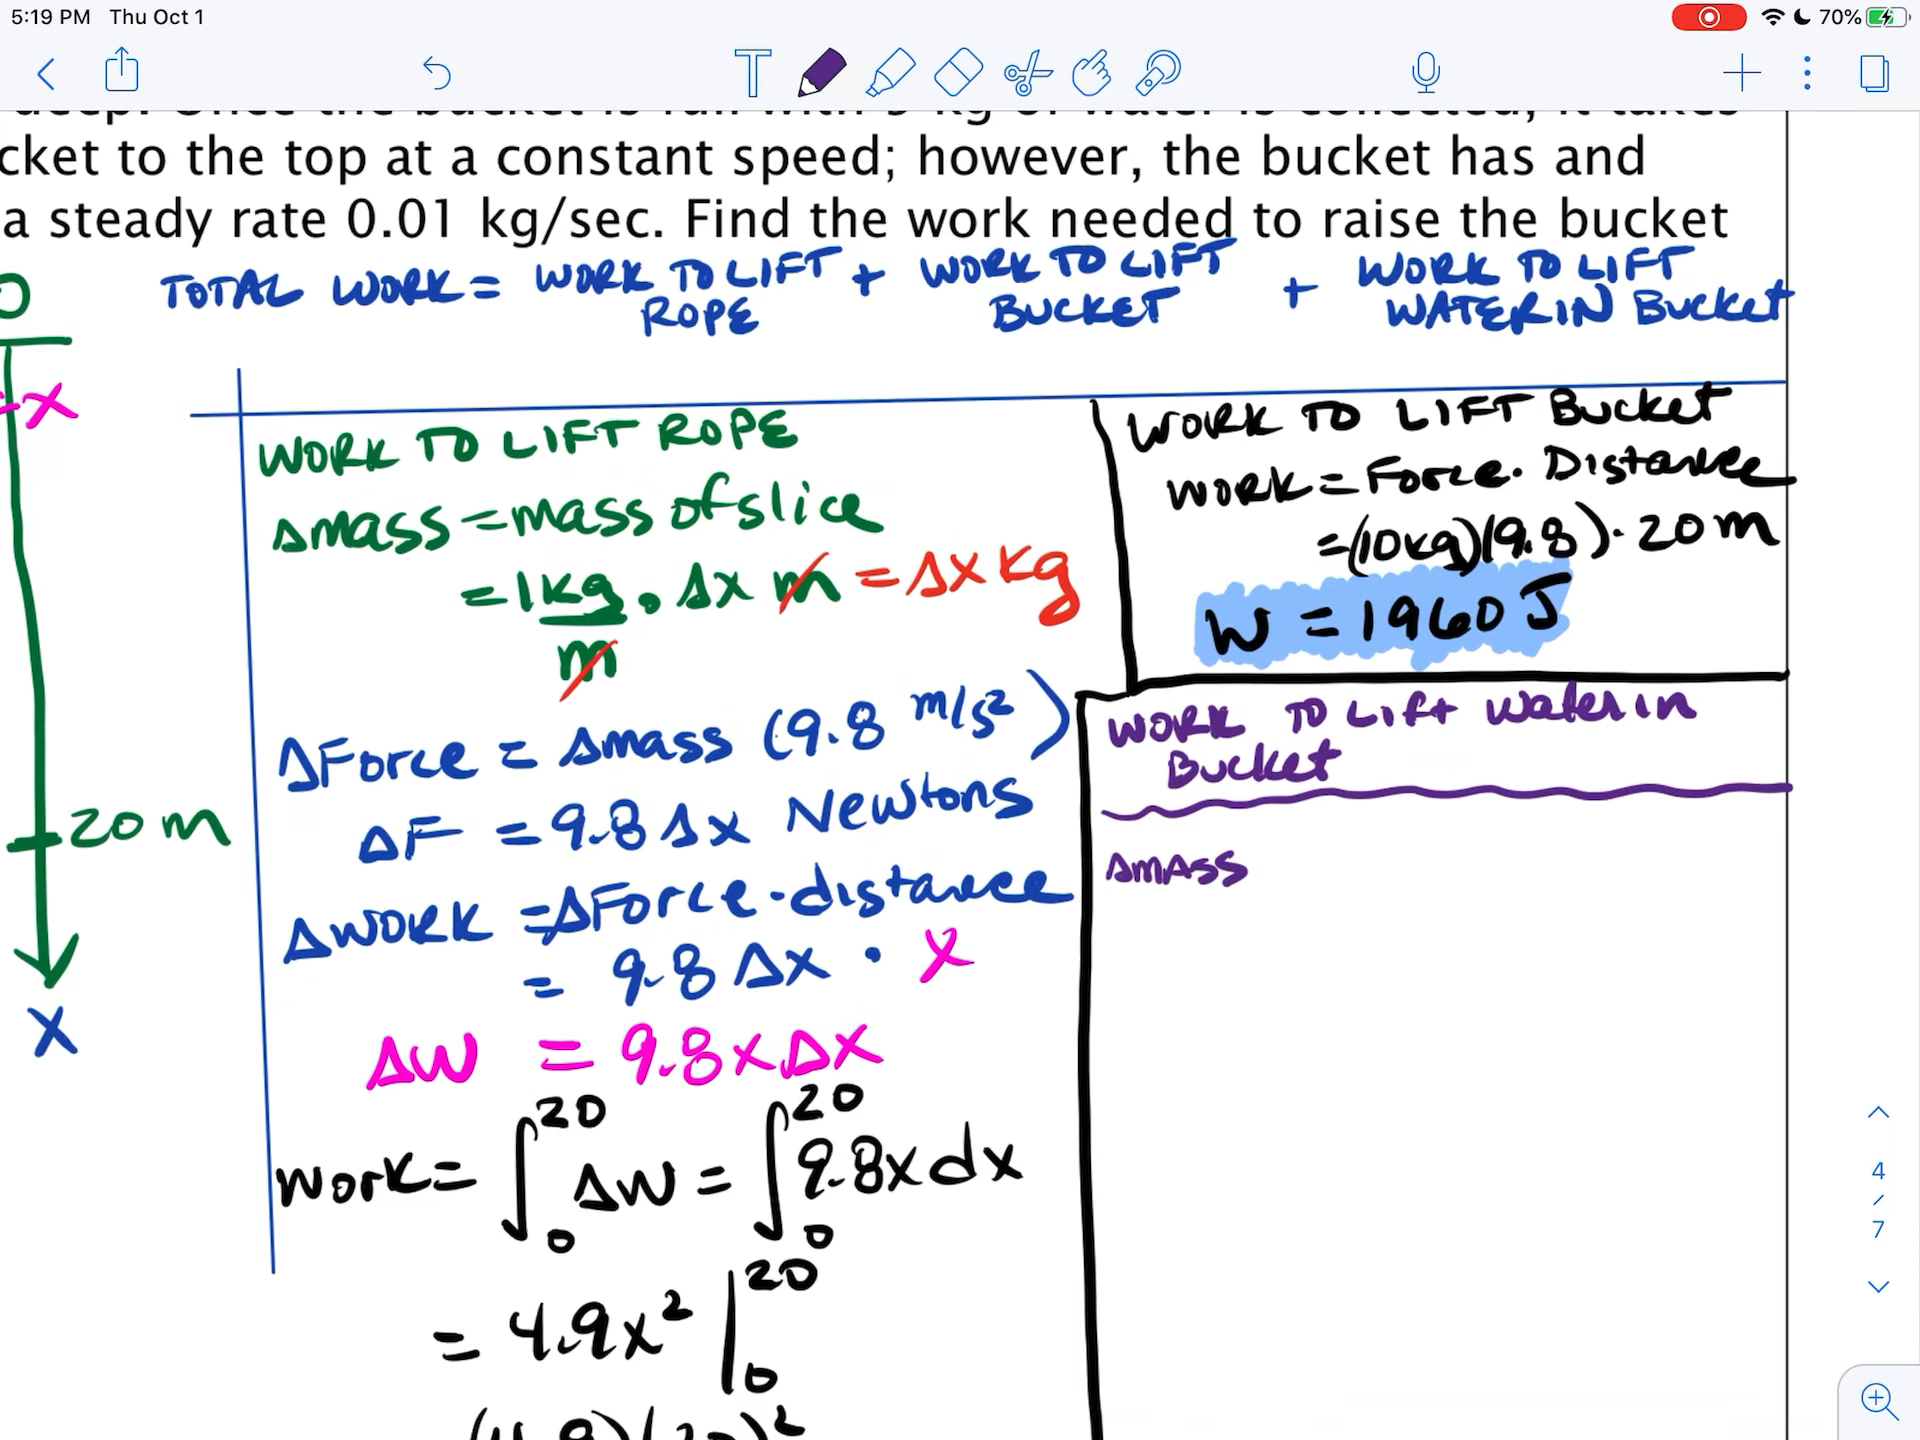 5:19 PM Thu Oct 1
70%
T
cket to the top at a constant speed; however, the bucket has and
a steady rate 0.01 kg/sec. Find the work needed to raise the bucket
TOTAL WORK = WORK TO LIFT ROPE + WORK TO LIFT BUCKET + WORK TO LIFT WATER IN BUCKET
0
x
20 m
x
WORK TO LIFT ROPE
Δmass = mass of slice
= 1 kg/m · Δx m = Δx kg
ΔForce = Δmass (9.8 m/s²)
ΔF = 9.8 Δx Newtons
ΔWORK = ΔForce · distance
= 9.8 Δx · x
ΔW = 9.8xΔx
Work = ∫₀²⁰ ΔW = ∫₀²⁰ 9.8x dx
= 4.9x² |₀²⁰
WORK TO LIFT Bucket
WORK = Force · Distance
= (10kg)(9.8) · 20 m
W = 1960 J
WORK TO Lift Water in
Bucket
ΔMASS
4
/
7